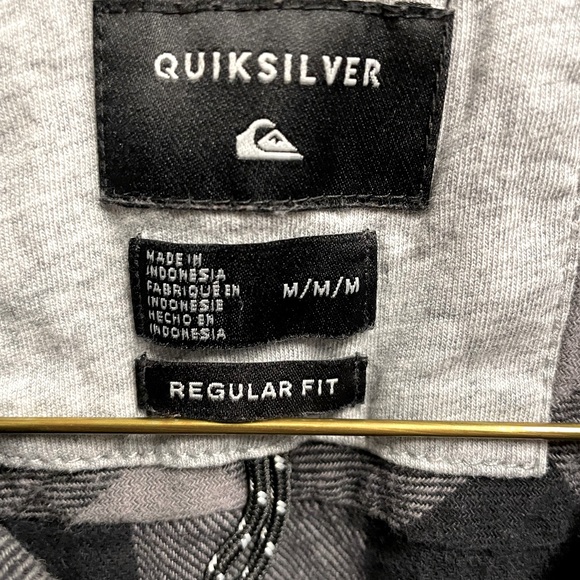 QUIKSILVER
MADE IN
INDONESIA
FABRIQUÉ EN
INDONESIE
HECHO EN
INDONESIA
M/M/M
REGULAR FIT